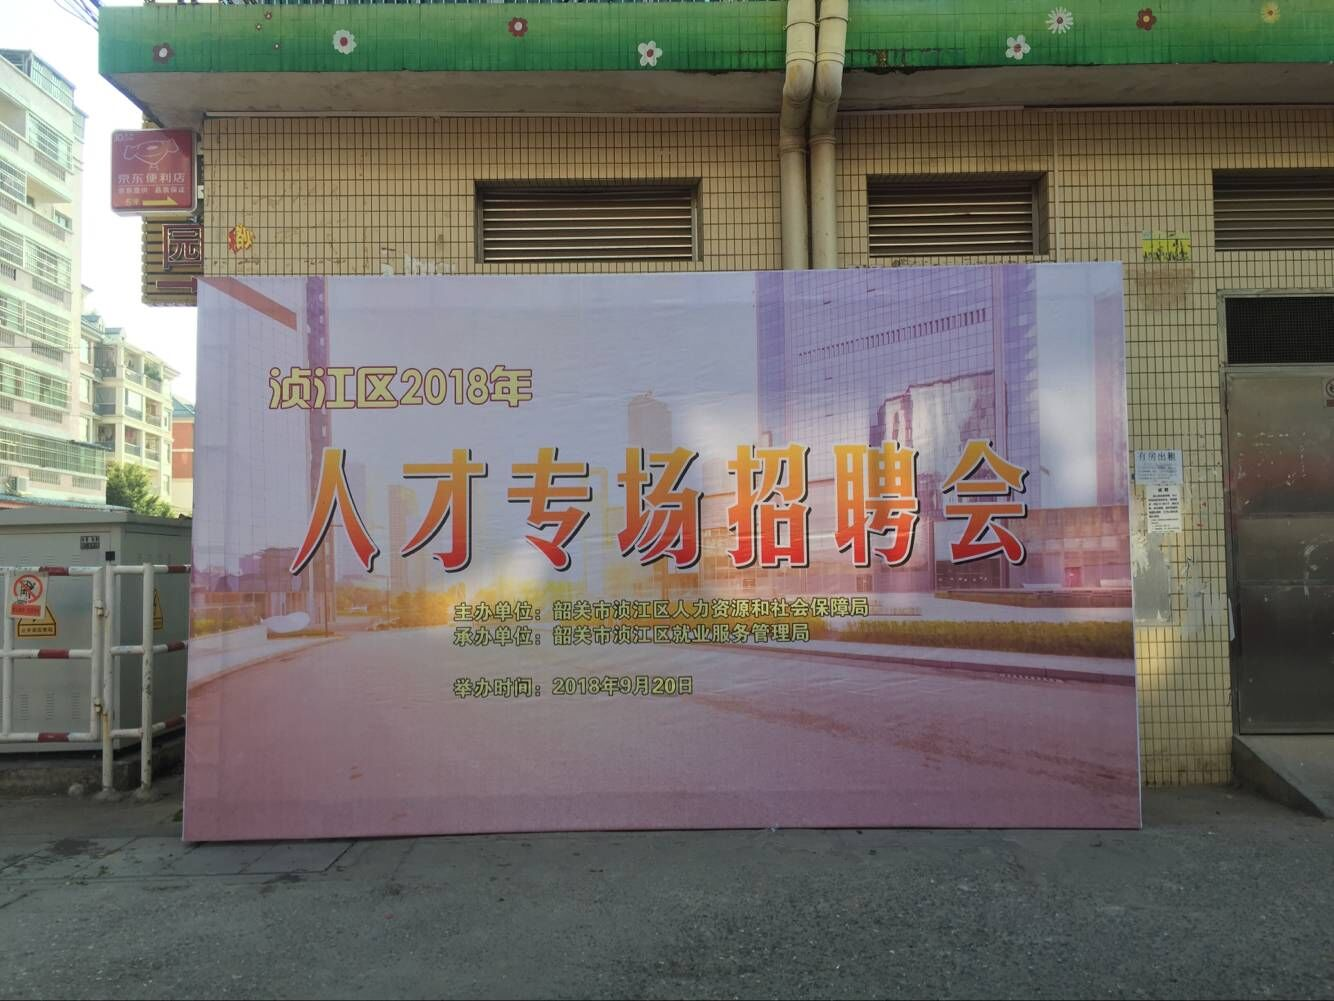 京东便利店
园
浈江区2018年
人才专场招聘会
主办单位：韶关市浈江区人力资源和社会保障局
承办单位：韶关市浈江区就业服务管理局
举办时间：2018年9月20日
有房出租